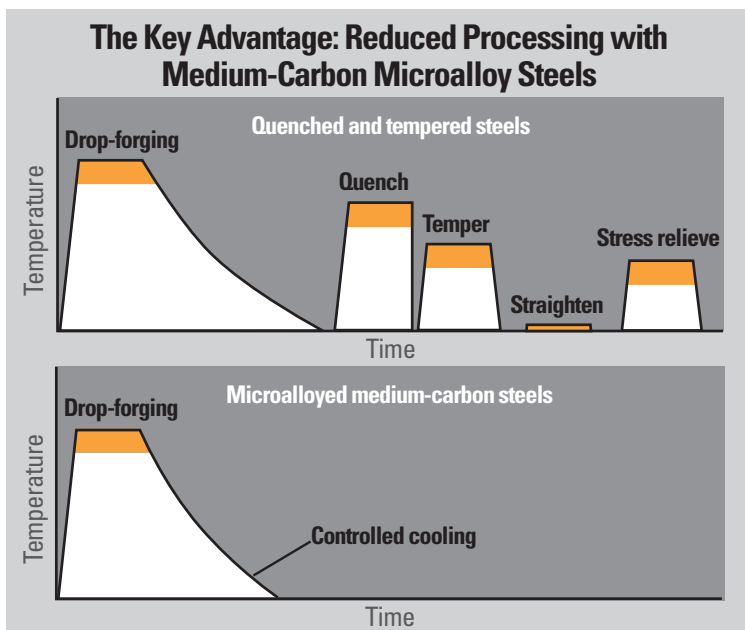 The Key Advantage: Reduced Processing with
Medium-Carbon Microalloy Steels
Quenched and tempered steels
Drop-forging
Quench
Temper
Stress relieve
Straighten
Temperature
Time
Microalloyed medium-carbon steels
Drop-forging
Controlled cooling
Temperature
Time